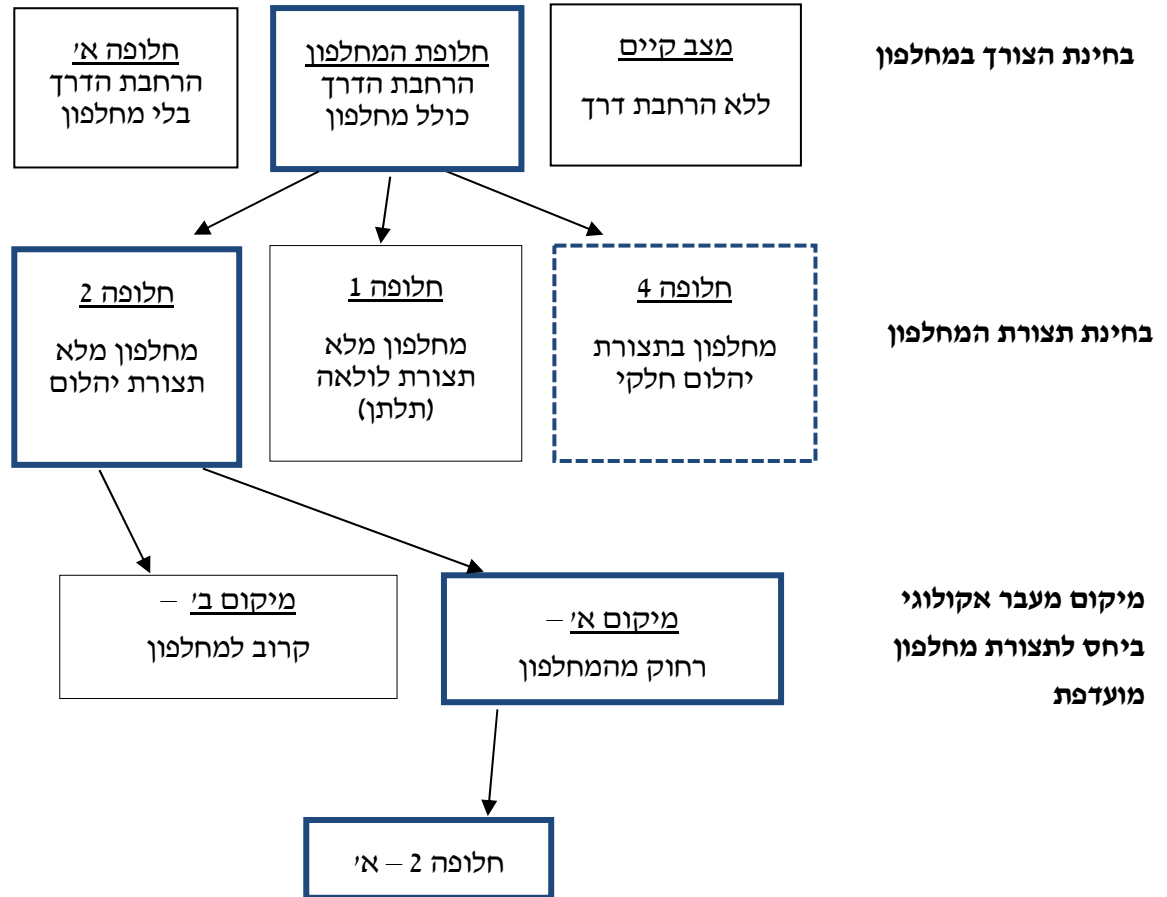 בחינת הצורך במחלפון
מצב קיים
ללא הרחבת דרך
חלופת המחלפון
הרחבת הדרך
כולל מחלפון
חלופה א'
הרחבת הדרך
בלי מחלפון
בחינת תצורת המחלפון
חלופה 4
מחלפון בתצורת
יהלום חלקי
חלופה 1
מחלפון מלא
תצורת לולאה
(תלתן)
חלופה 2
מחלפון מלא
תצורת יהלום
מיקום מעבר אקולוגי
ביחס לתצורת מחלפון
מועדפת
מיקום א' –
רחוק מהמחלפון
מיקום ב' –
קרוב למחלפון
חלופה 2 – א'